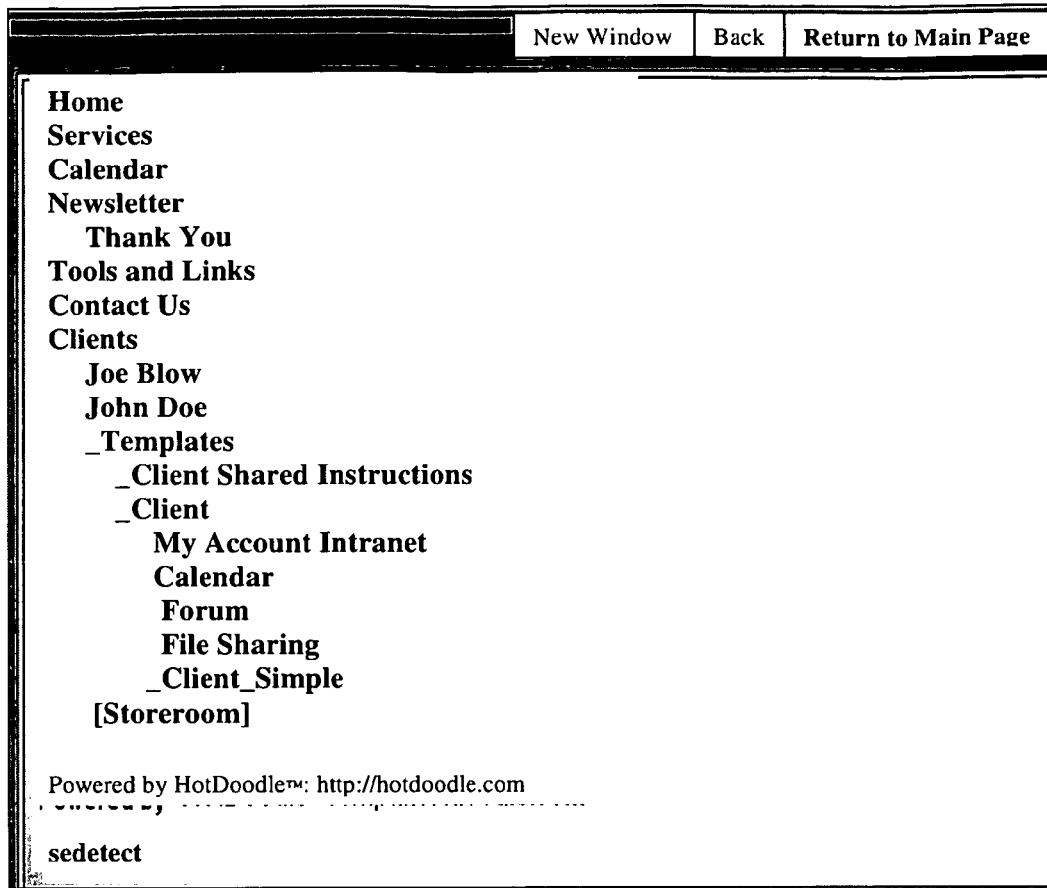 New Window Back Return to Main Page
Home
Services
Calendar
Newsletter
Thank You
Tools and Links
Contact Us
Clients
Joe Blow
John Doe
_Templates
_Client Shared Instructions
_Client
My Account Intranet
Calendar
Forum
File Sharing
_Client_Simple
[Storeroom]
Powered by HotDoodle™: http://hotdoodle.com
Powered by
sedetect